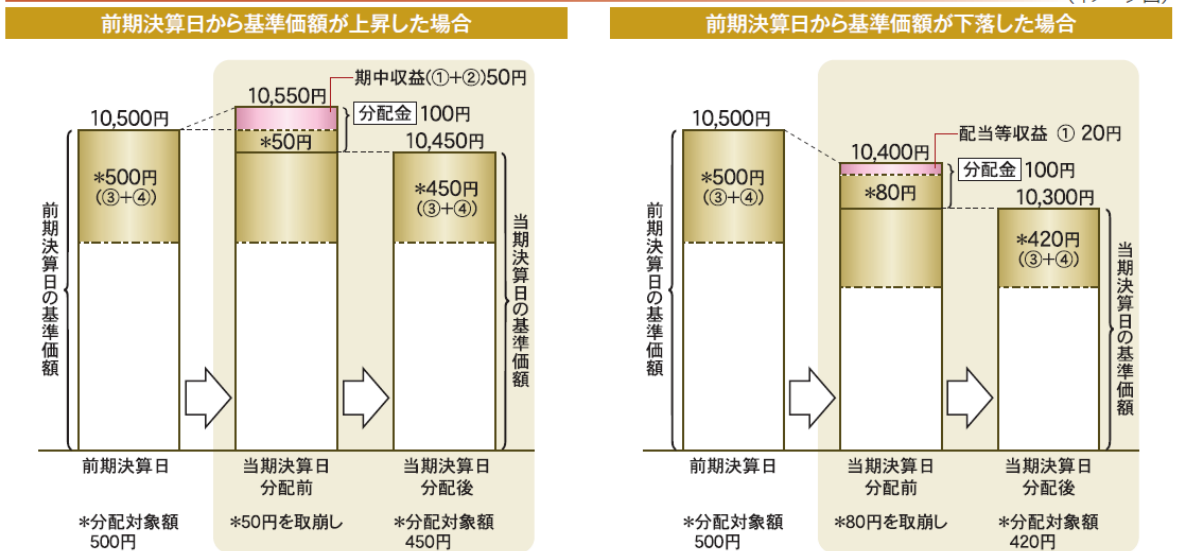 前期決算日から基準価額が上昇した場合
10,500円
10,550円
期中収益(①+②)50円
分配金 100円
*50円
10,450円
*500円
(③+④)
*450円
(③+④)
前期決算日の基準価額
当期決算日の基準価額
前期決算日
当期決算日
分配前
当期決算日
分配後
*分配対象額
500円
*50円を取崩し
*分配対象額
450円
前期決算日から基準価額が下落した場合
10,500円
10,400円
配当等収益 ① 20円
分配金 100円
*80円
10,300円
*500円
(③+④)
*420円
(③+④)
前期決算日の基準価額
当期決算日の基準価額
前期決算日
当期決算日
分配前
当期決算日
分配後
*分配対象額
500円
*80円を取崩し
*分配対象額
420円